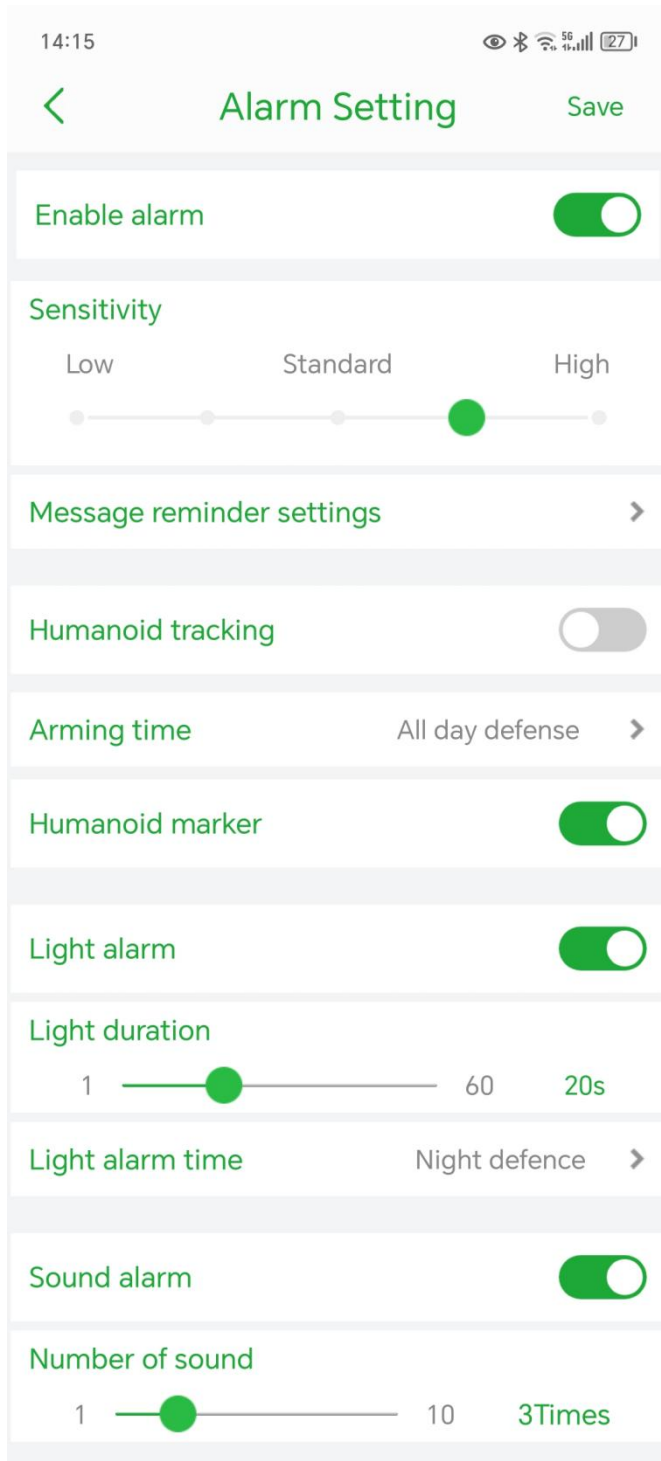 14:15 5G 27
Alarm Setting Save
Enable alarm
Sensitivity
Low Standard High
Message reminder settings
Humanoid tracking
Arming time All day defense
Humanoid marker
Light alarm
Light duration
1 60 20s
Light alarm time Night defence
Sound alarm
Number of sound
1 10 3Times